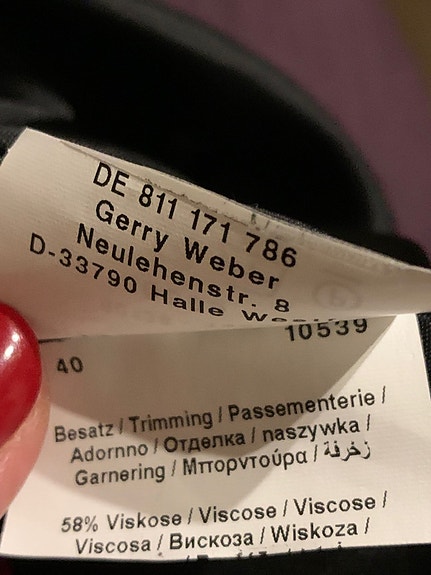 DE 811 171 786
Gerry Weber
Neulehenstr. 8
D-33790 Halle
10539
40
Besatz / Trimming / Passementerie /
Adornno / Отделка / naszywka /
Garnering / Μπορντούρα / زخرفة
58% Viskose / Viscose / Viscose /
Viscosa / Вискоза / Wiskoza /